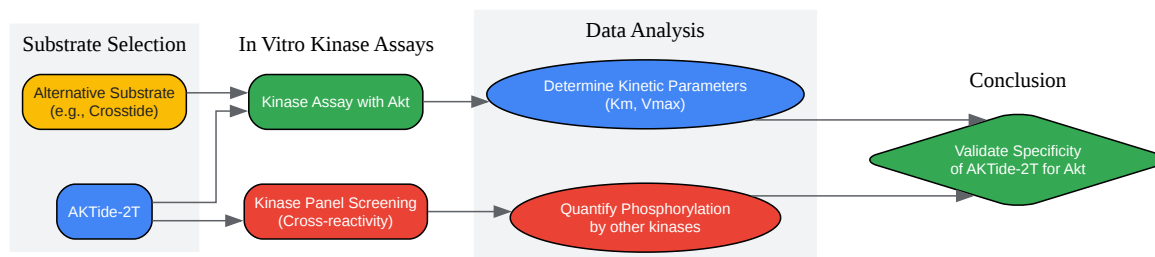 Substrate Selection
Alternative Substrate
(e.g., Crosstide)
AKTide-2T
In Vitro Kinase Assays
Kinase Assay with Akt
Kinase Panel Screening
(Cross-reactivity)
Data Analysis
Determine Kinetic Parameters
(Km, Vmax)
Quantify Phosphorylation
by other kinases
Conclusion
Validate Specificity
of AKTide-2T for Akt